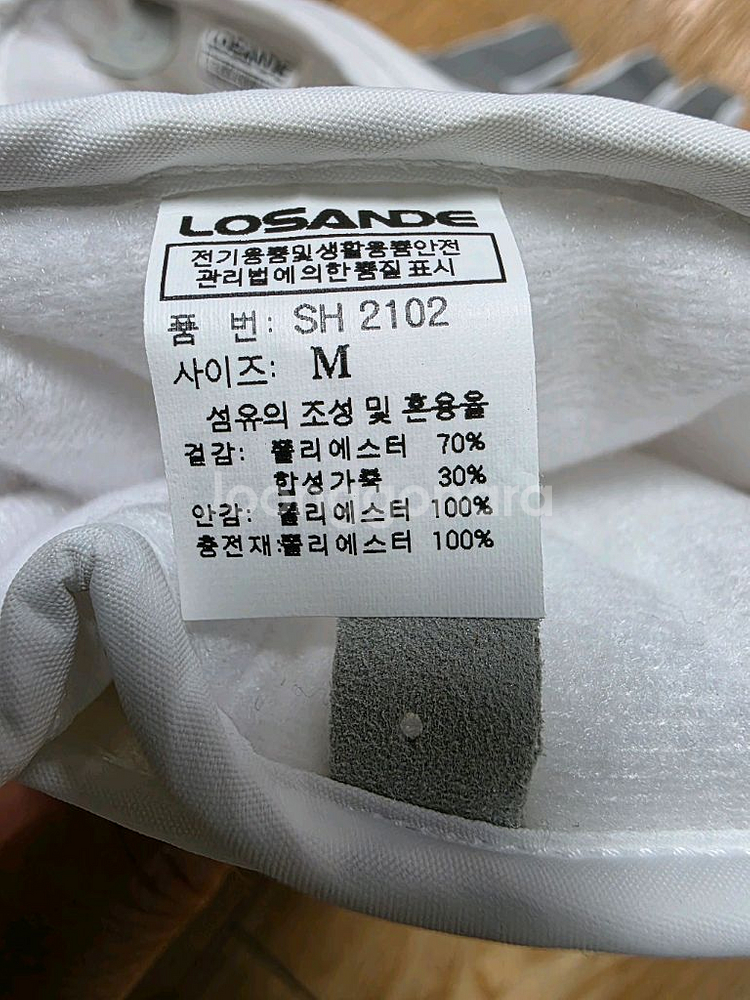 LOSANDE
LOSANDE
전기용품및생활용품안전
관리법에의한품질표시
품 번: SH 2102
사이즈: M
섬유의 조성 및 혼용율
겉감: 폴리에스터 70%
합성가죽 30%
안감: 폴리에스터 100%
충전재:폴리에스터 100%
joonggonara